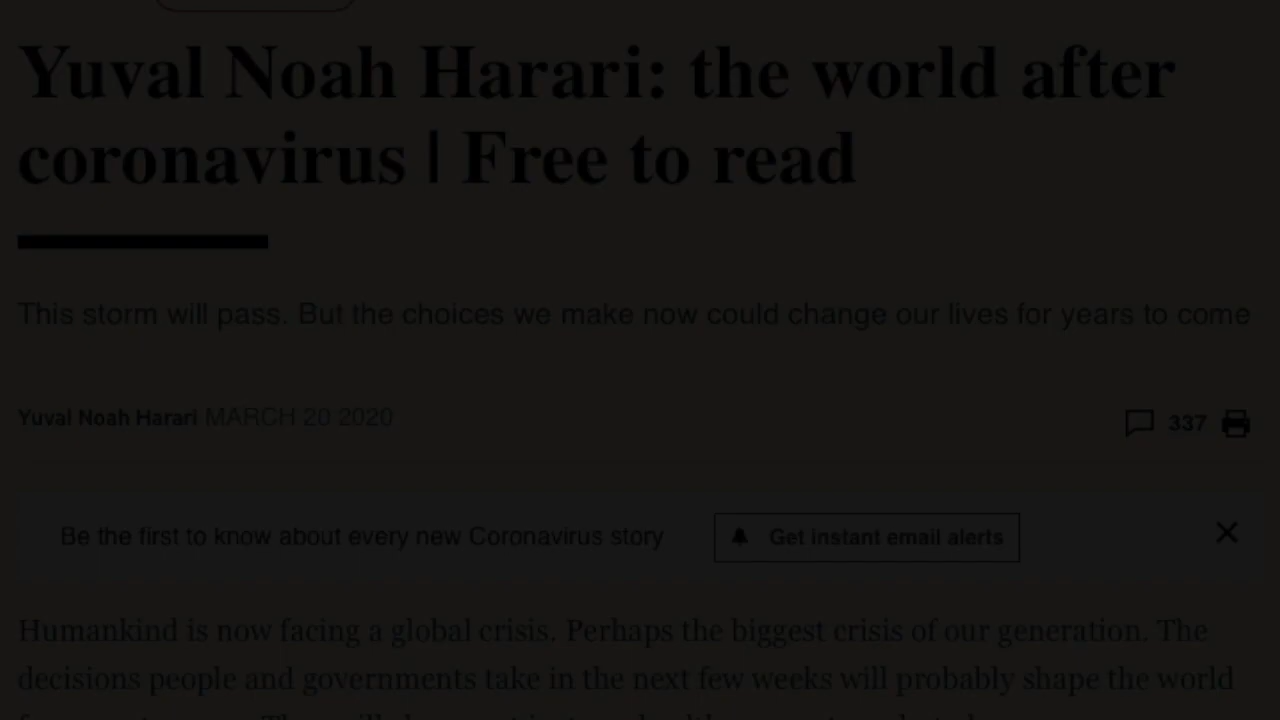 Yuval Noah Harari: the world after
coronavirus | Free to read
This storm will pass. But the choices we make now could change our lives for years to come
Yuval Noah Harari MARCH 20 2020
337
Be the first to know about every new Coronavirus story
Get instant email alerts
Humankind is now facing a global crisis. Perhaps the biggest crisis of our generation. The
decisions people and governments take in the next few weeks will probably shape the world